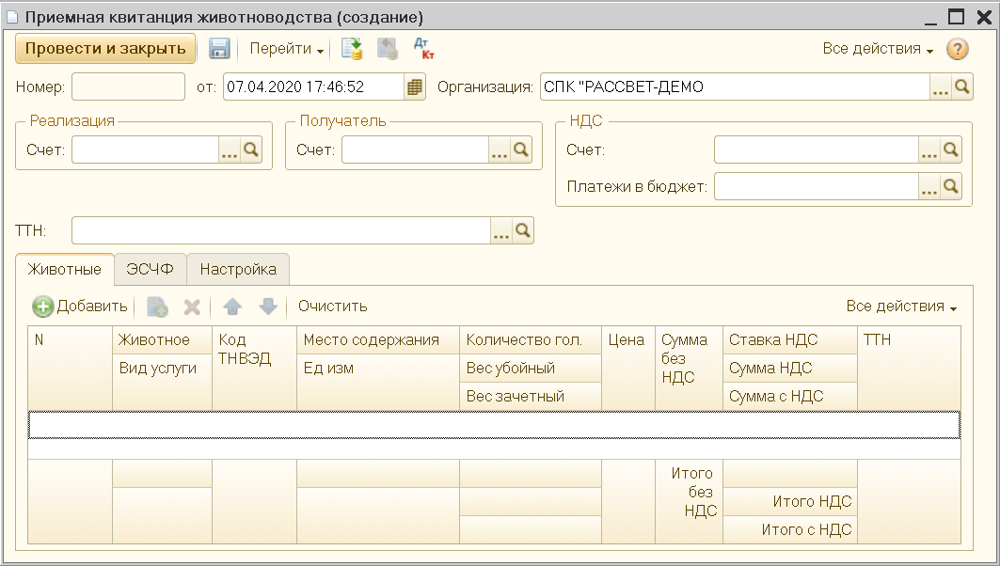 Приемная квитанция животноводства (создание)
Провести и закрыть Перейти Дт Кт Все действия ?
Номер: от: 07.04.2020 17:46:52 Организация: СПК "РАССВЕТ-ДЕМО ...
Реализация Получатель НДС
Счет: ... Счет: ... Счет: ...
Платежи в бюджет: ...
ТТН: ...
Животные ЭСЧФ Настройка
Добавить Очистить Все действия
N Животное Код ТНВЭД Место содержания Количество гол. Цена Сумма без НДС Ставка НДС ТТН
Вид услуги Ед изм Вес убойный Сумма НДС
Вес зачетный Сумма с НДС
Итого без НДС
Итого НДС
Итого с НДС